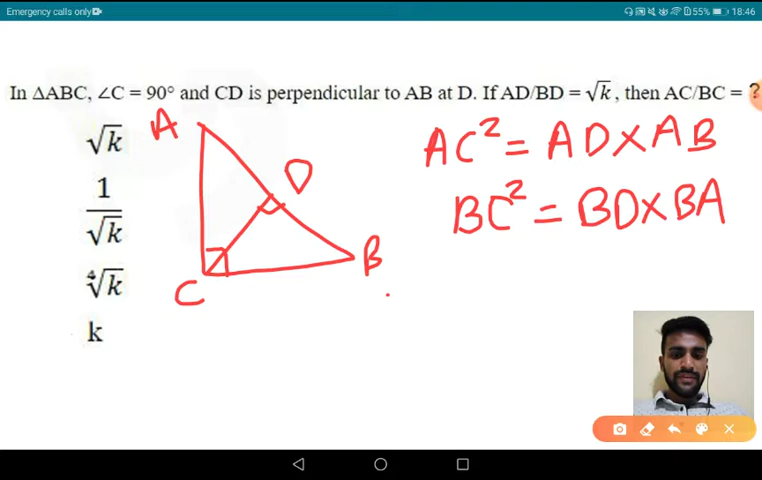 Emergency calls only
55% 18:46
In ΔABC, ∠C = 90° and CD is perpendicular to AB at D. If AD/BD = √k, then AC/BC = ?
√k
1/√k
∜k
k
A
D
B
C
AC² = AD×AB
BC² = BD×BA